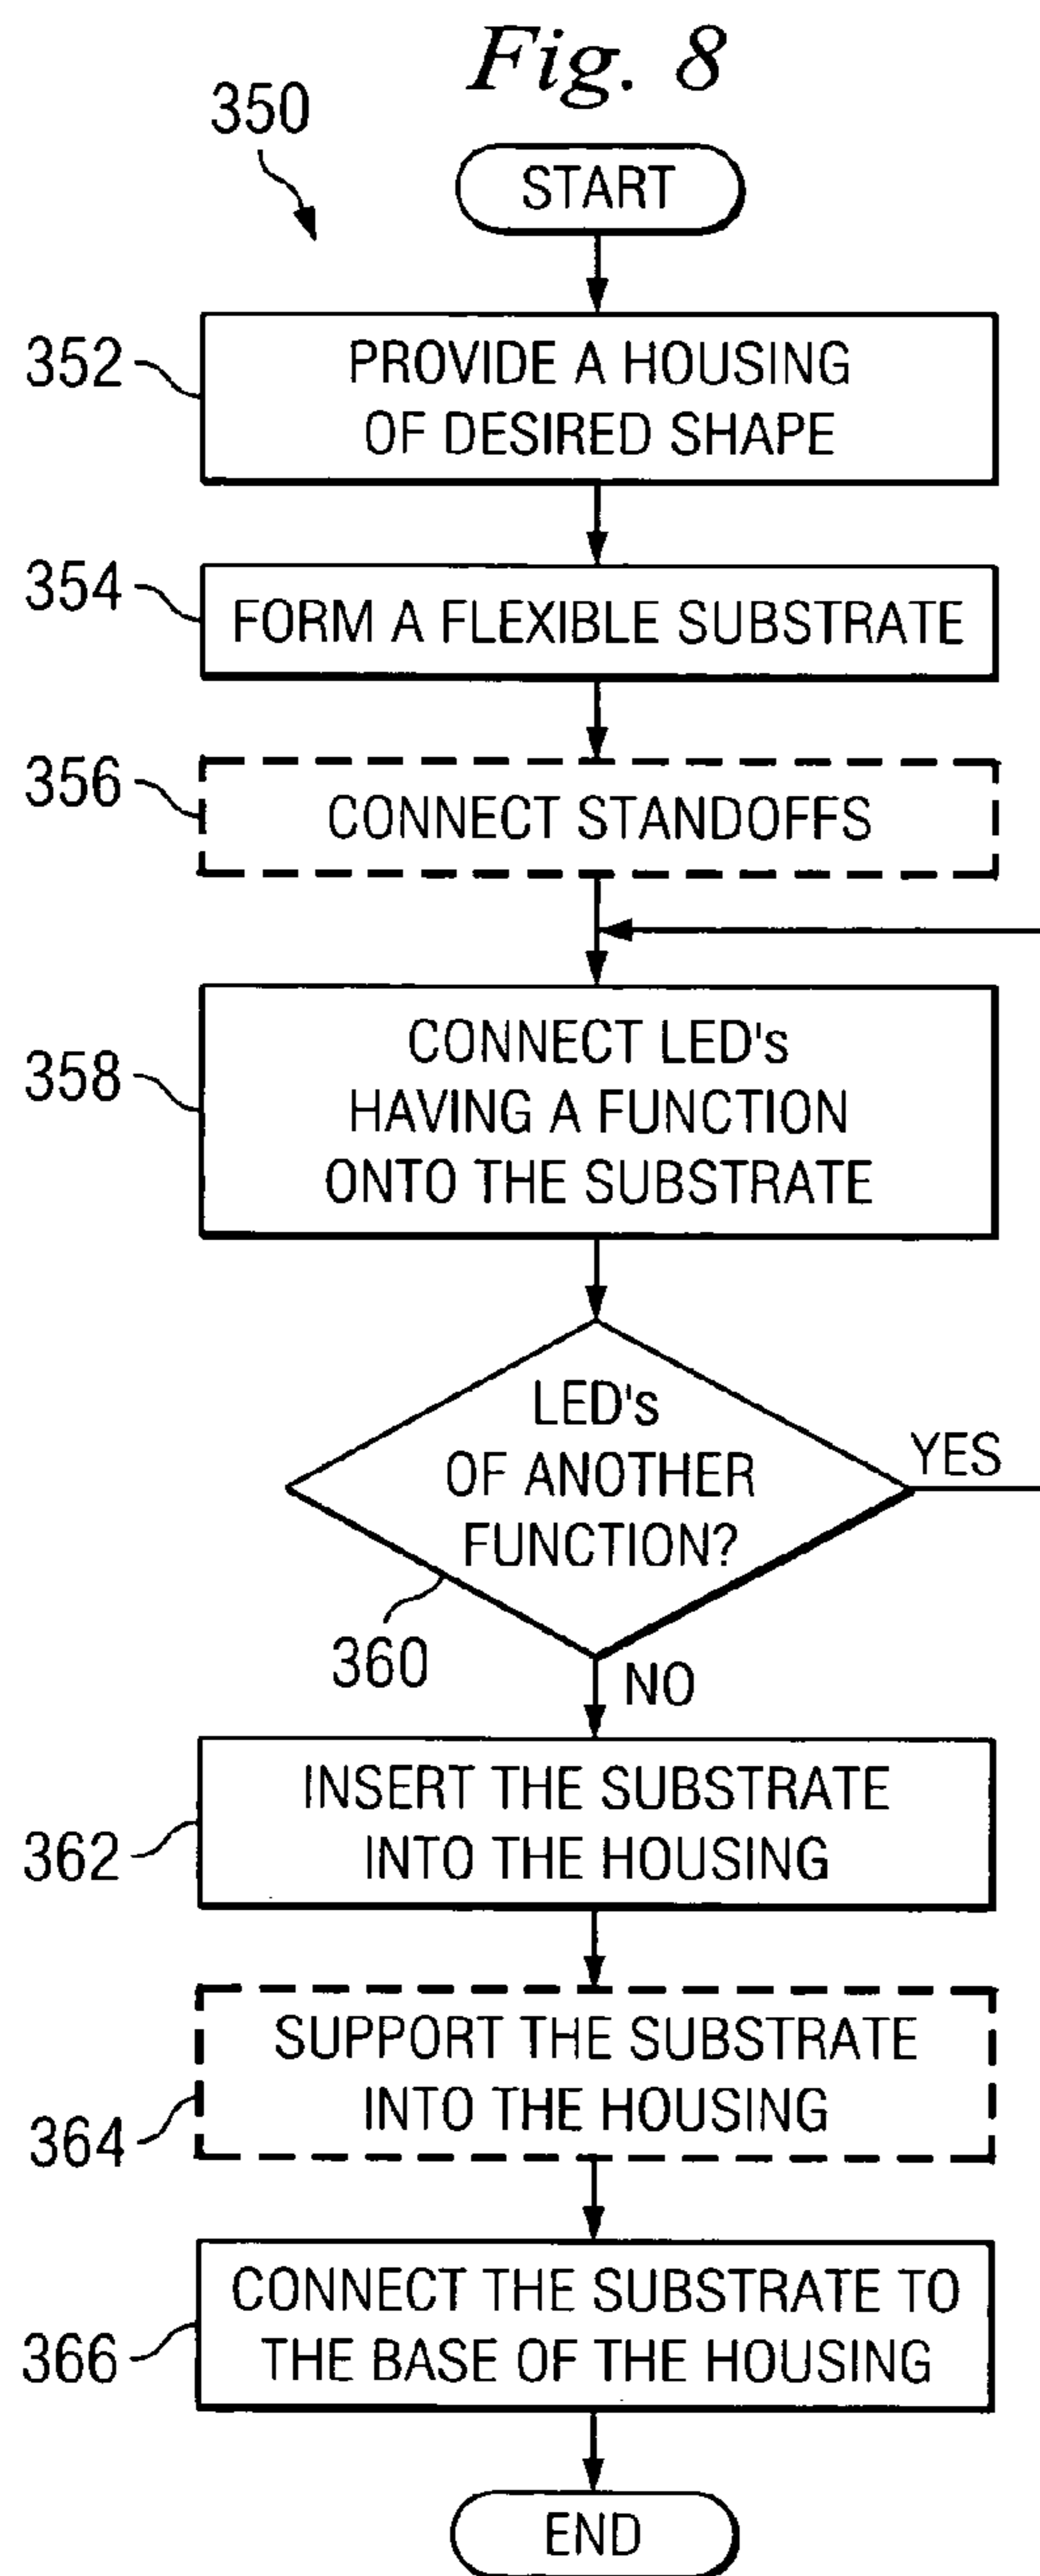 Fig. 8
350
START
352
PROVIDE A HOUSING
OF DESIRED SHAPE
354
FORM A FLEXIBLE SUBSTRATE
356
CONNECT STANDOFFS
358
CONNECT LED's
HAVING A FUNCTION
ONTO THE SUBSTRATE
LED's
OF ANOTHER
FUNCTION?
YES
360
NO
362
INSERT THE SUBSTRATE
INTO THE HOUSING
364
SUPPORT THE SUBSTRATE
INTO THE HOUSING
366
CONNECT THE SUBSTRATE TO
THE BASE OF THE HOUSING
END